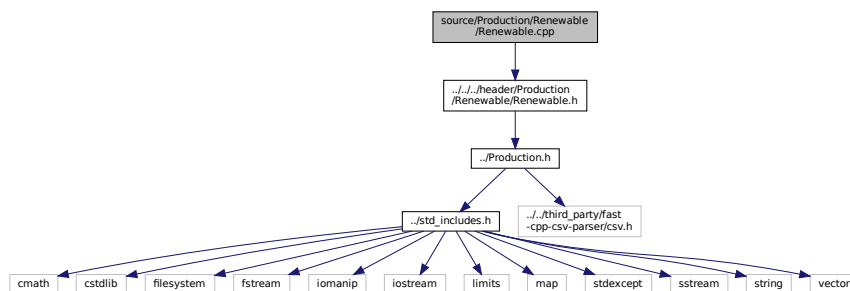 source/Production/Renewable
/Renewable.cpp
../../../header/Production
/Renewable/Renewable.h
../Production.h
../std_includes.h
../../third_party/fast
-cpp-csv-parser/csv.h
cmath
cstdlib
filesystem
fstream
iomanip
iostream
limits
map
stdexcept
sstream
string
vector